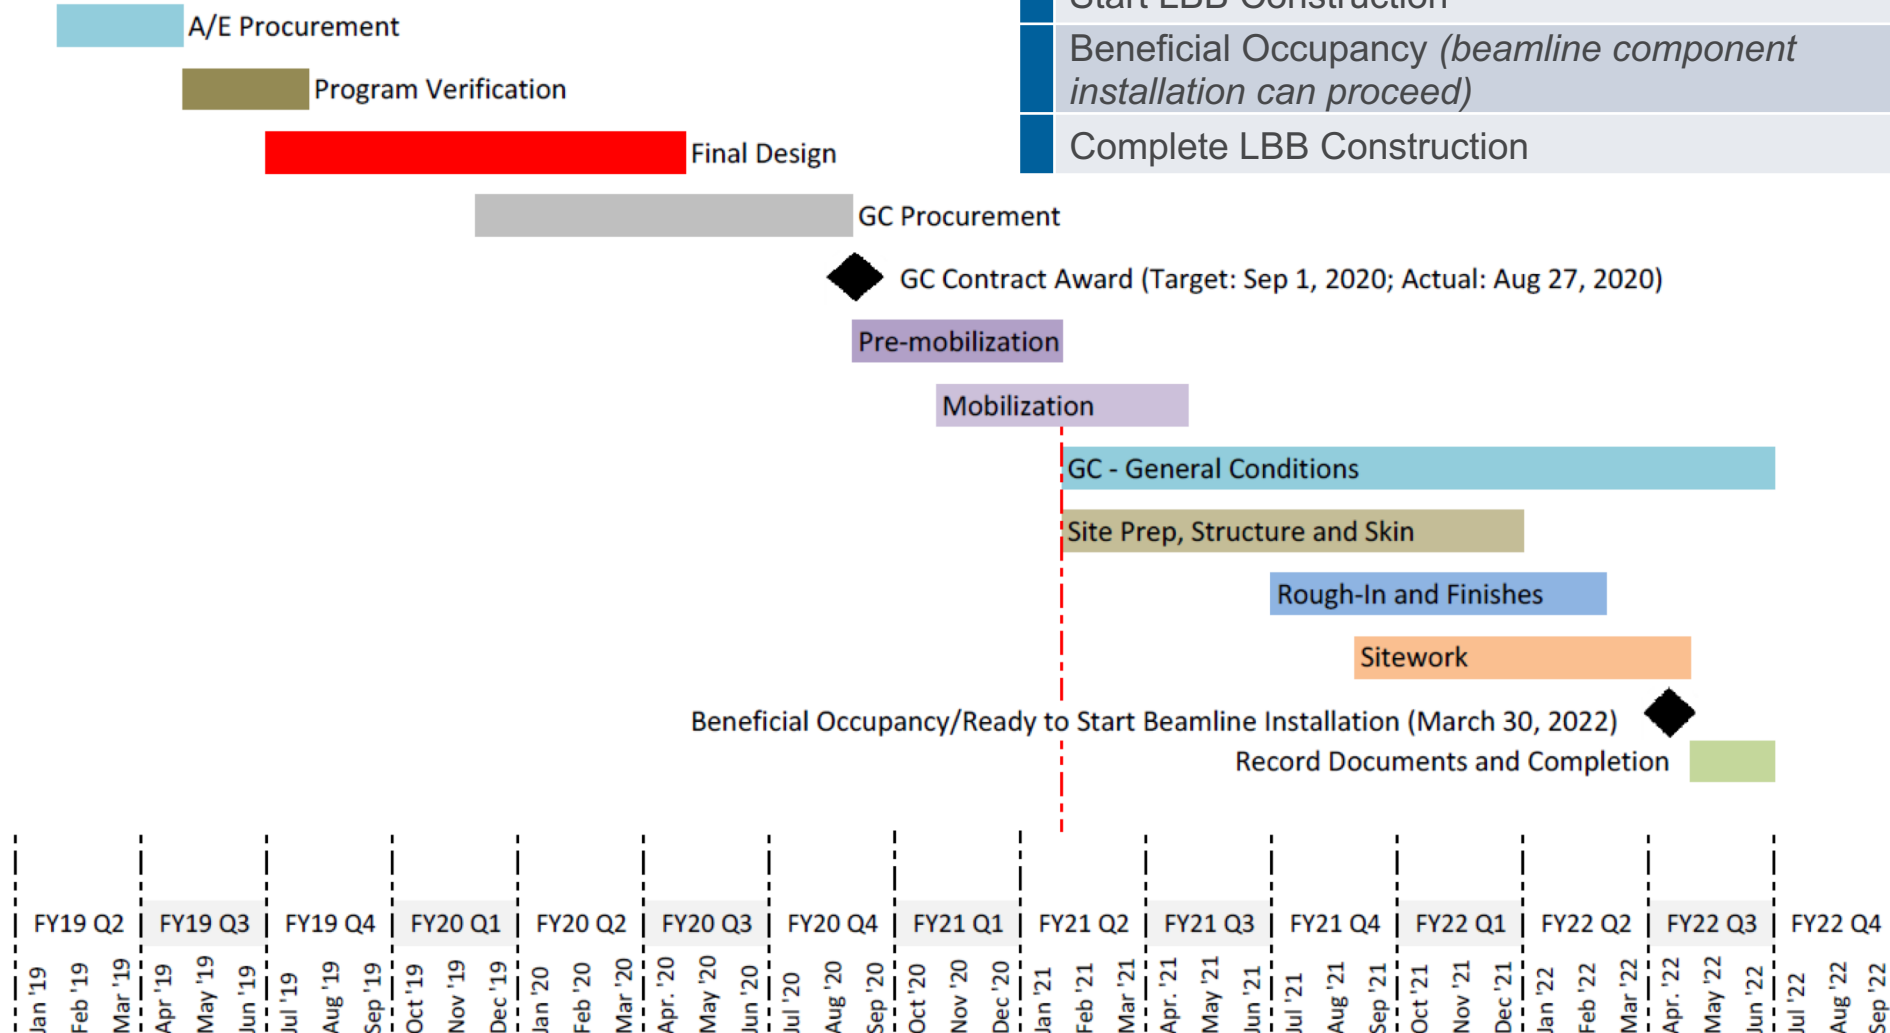 Start LBB Construction
A/E Procurement
Beneficial Occupancy (beamline component
installation can proceed)
Program Verification
Complete LBB Construction
Final Design
GC Procurement
GC Contract Award (Target: Sep 1, 2020; Actual: Aug 27, 2020)
Pre-mobilization
Mobilization
GC - General Conditions
Site Prep, Structure and Skin
Rough-In and Finishes
Sitework
Beneficial Occupancy/Ready to Start Beamline Installation (March 30, 2022)
Record Documents and Completion
FY19 Q2 FY19 Q3 FY19 Q4 FY20 Q1 FY20 Q2 FY20 Q3 FY20 Q4 FY21 Q1 FY21 Q2 FY21 Q3 FY21 Q4 FY22 Q1 FY22 Q2 FY22 Q3 FY22 Q4
Jan '19
Feb '19
Mar '19
Apr '19
May '19
Jun '19
Jul '19
Aug '19
Sep '19
Oct '19
Nov '19
Dec '19
Jan '20
Feb '20
Mar '20
Apr. '20
May '20
Jun '20
Jul '20
Aug '20
Sep '20
Oct '20
Nov '20
Dec '20
Jan '21
Feb '21
Mar '21
Apr. '21
May '21
Jun '21
Jul '21
Aug '21
Sep '21
Oct '21
Nov '21
Dec '21
Jan '22
Feb '22
Mar '22
Apr. '22
May '22
Jun '22
Jul '22
Aug '22
Sep '22